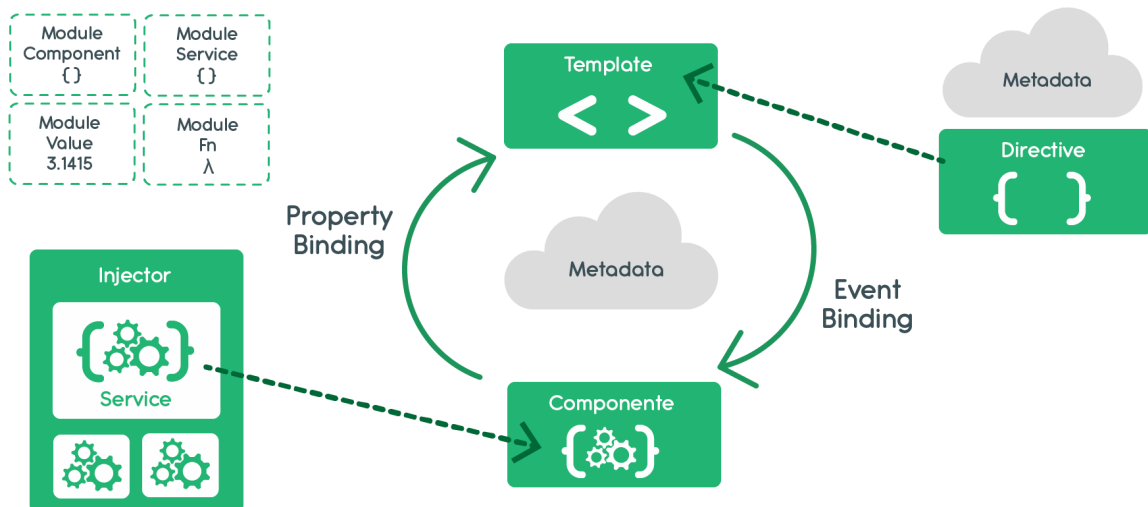 Module
Component
{}
Module
Service
{}
Module
Value
3.1415
Module
Fn
λ
Template
< >
Metadata
Directive
{ }
Property
Binding
Metadata
Event
Binding
Injector
{ }
Service
Componente
{ }